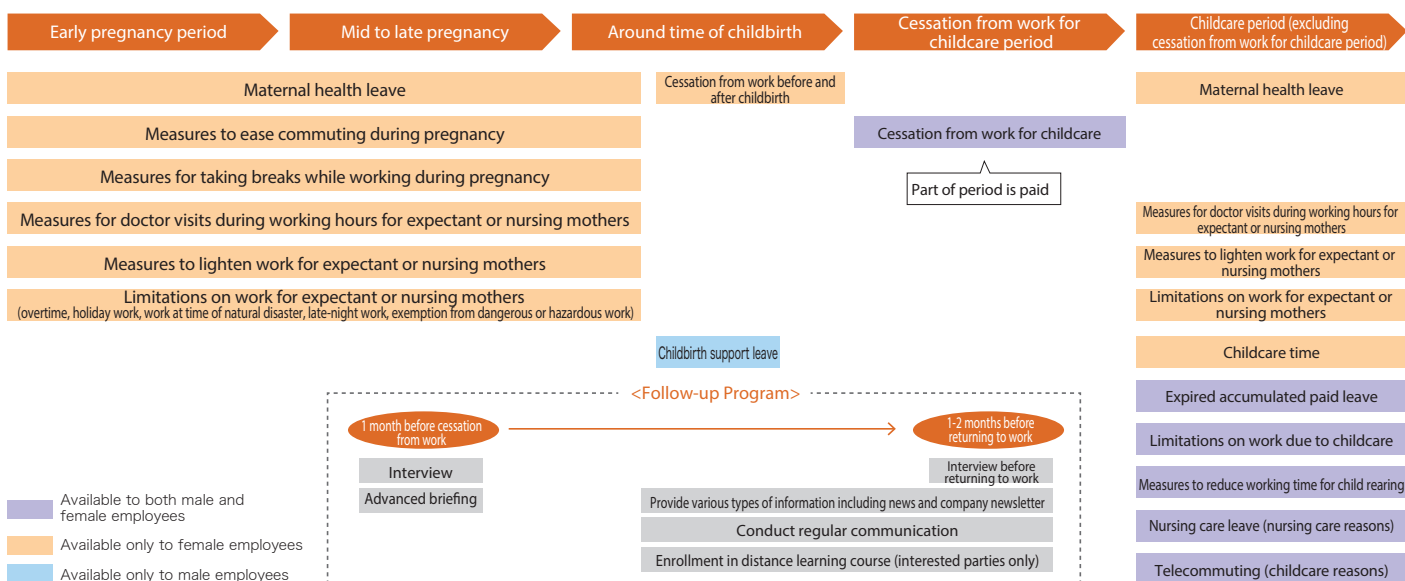 Early pregnancy period
Mid to late pregnancy
Around time of childbirth
Cessation from work for
childcare period
Childcare period (excluding
cessation from work for childcare period)
Maternal health leave
Cessation from work before and
after childbirth
Maternal health leave
Measures to ease commuting during pregnancy
Cessation from work for childcare
Measures for taking breaks while working during pregnancy
Part of period is paid
Measures for doctor visits during working hours for expectant or nursing mothers
Measures for doctor visits during working hours for
expectant or nursing mothers
Measures to lighten work for expectant or nursing mothers
Measures to lighten work for expectant or
nursing mothers
Limitations on work for expectant or nursing mothers
(overtime, holiday work, work at time of natural disaster, late-night work, exemption from dangerous or hazardous work)
Limitations on work for expectant or
nursing mothers
Childbirth support leave
Childcare time
<Follow-up Program>
Expired accumulated paid leave
1 month before cessation
from work
1-2 months before
returning to work
Limitations on work due to childcare
Interview
Interview before
returning to work
Measures to reduce working time for child rearing
Advanced briefing
Provide various types of information including news and company newsletter
Conduct regular communication
Nursing care leave (nursing care reasons)
Enrollment in distance learning course (interested parties only)
Telecommuting (childcare reasons)
Available to both male and
female employees
Available only to female employees
Available only to male employees